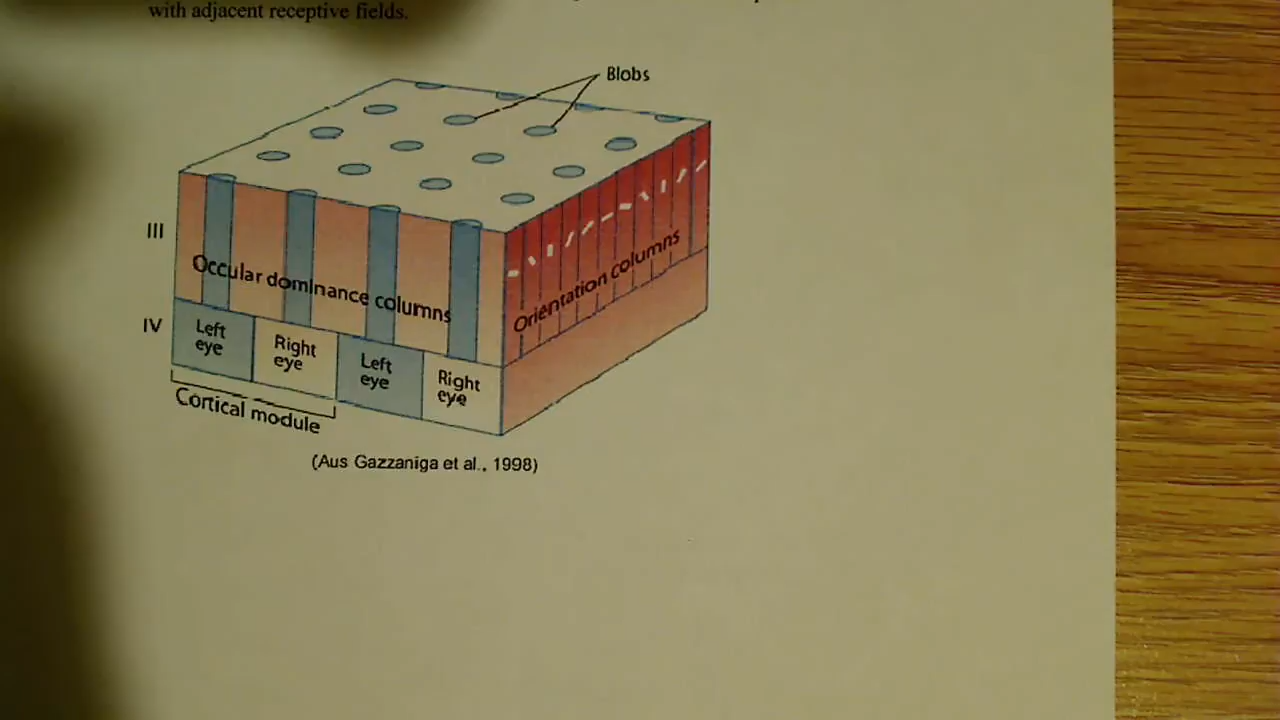 with adjacent receptive fields.
Blobs
III
Occular dominance columns
Orientation columns
IV
Left
eye
Right
eye
Left
eye
Right
eye
Cortical module
(Aus Gazzaniga et al., 1998)